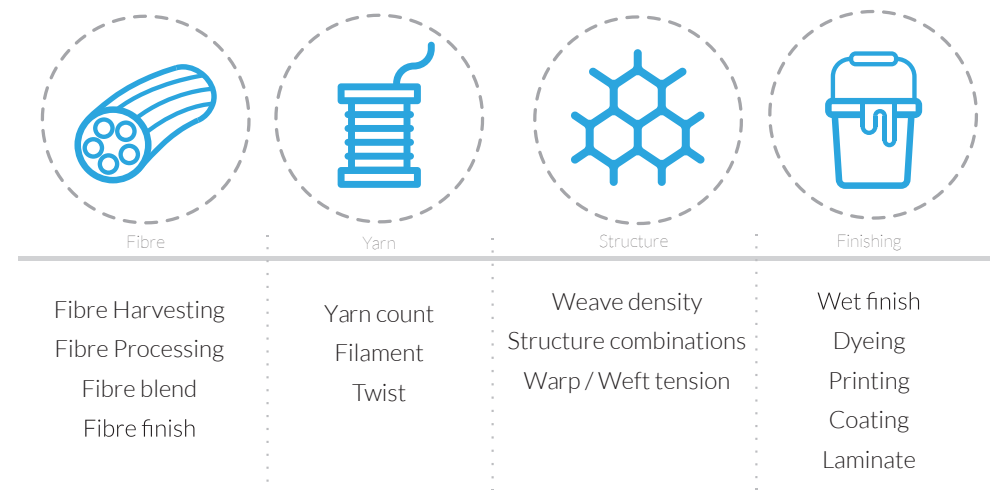 Fibre
Yarn
Structure
Finishing
Fibre Harvesting
Fibre Processing
Fibre blend
Fibre finish
Yarn count
Filament
Twist
Weave density
Structure combinations
Warp / Weft tension
Wet finish
Dyeing
Printing
Coating
Laminate